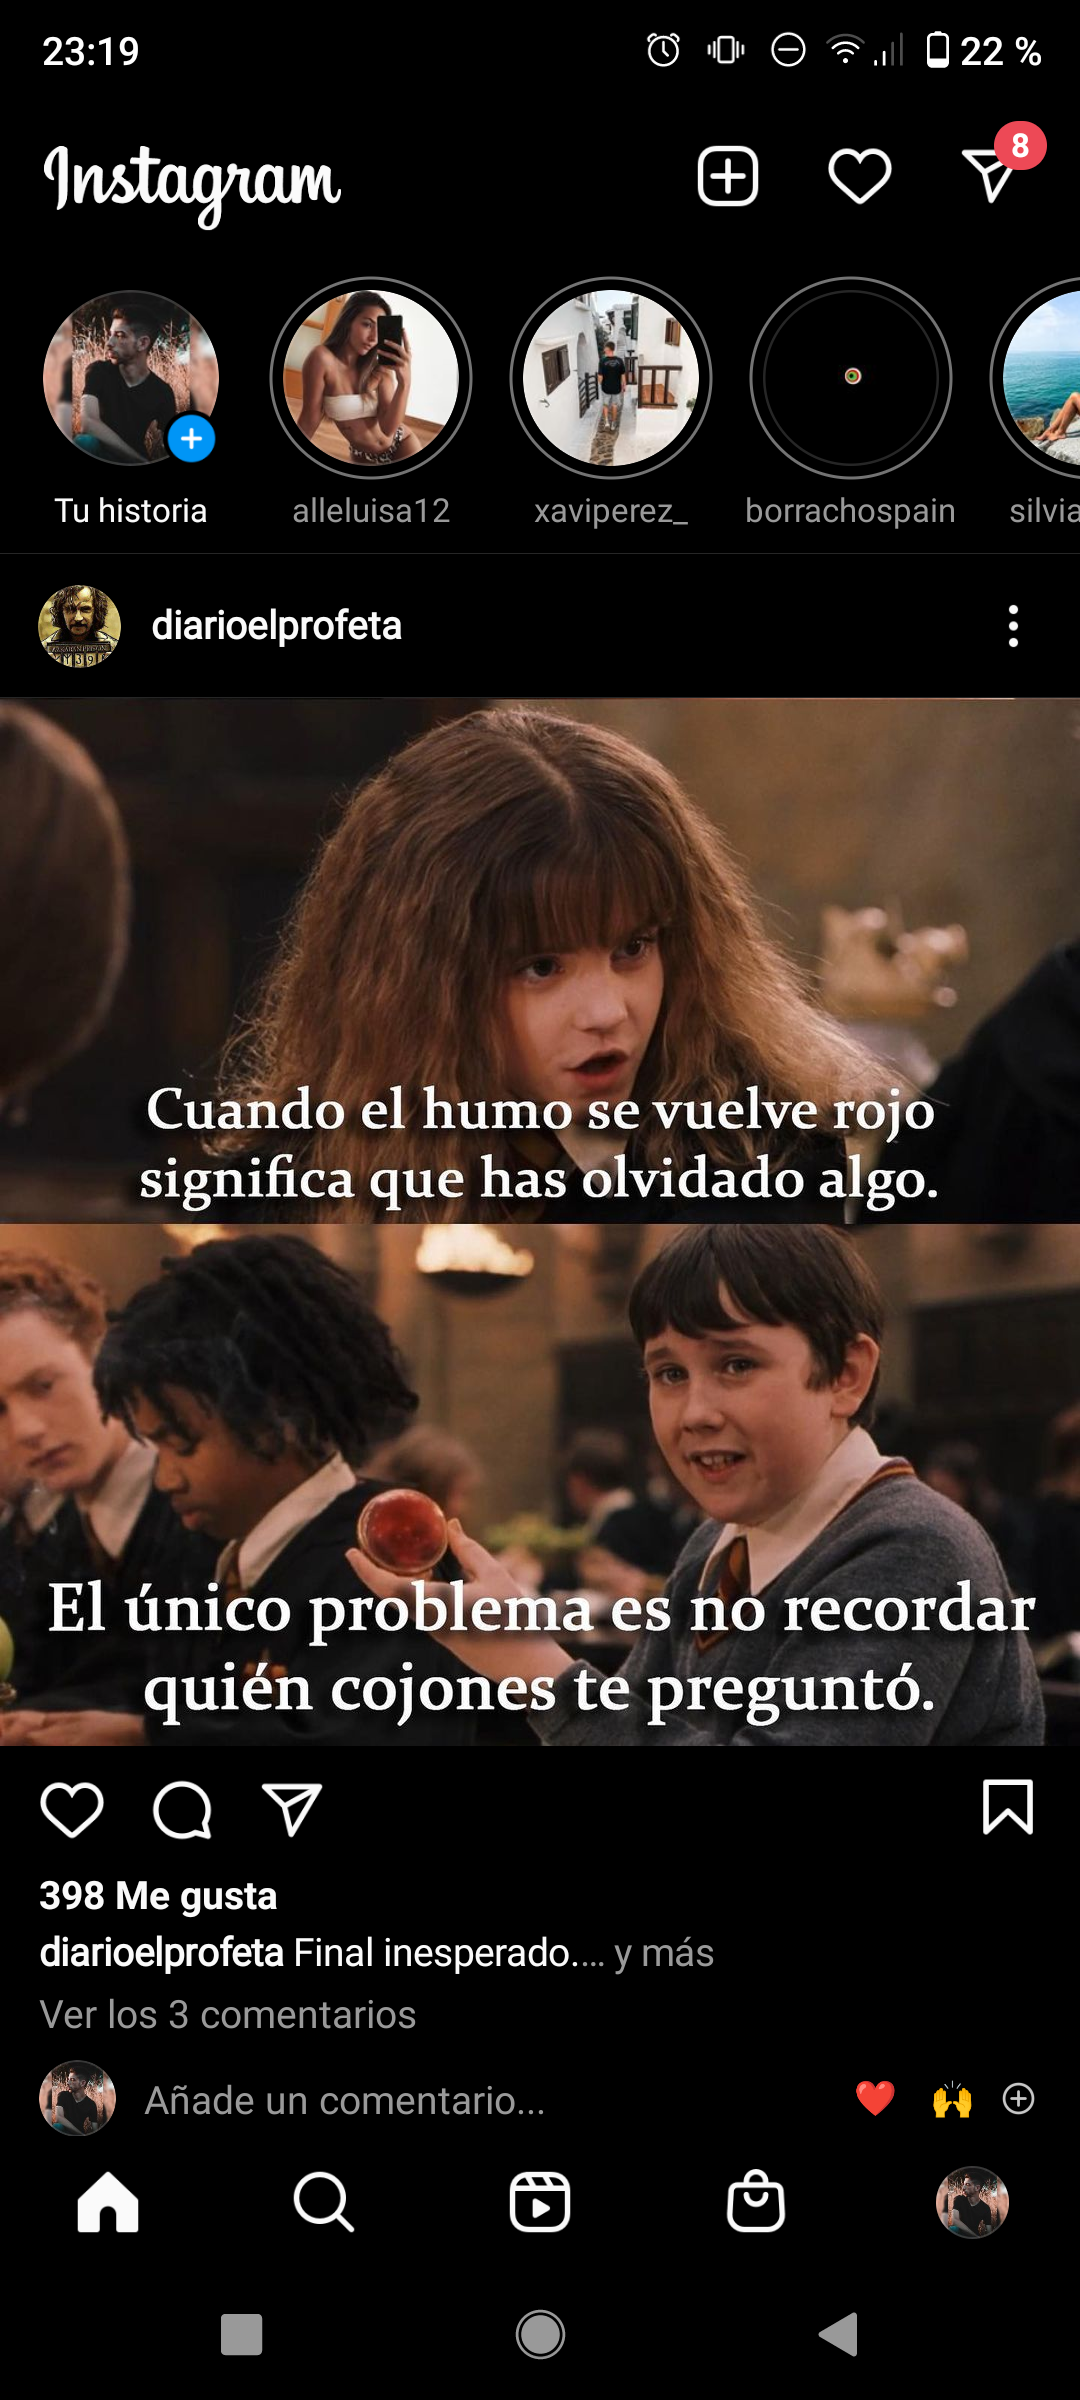 23:19 22 %
Instagram 8
Tu historia alleluisa12 xaviperez_ borrachospain silvia
diarioelprofeta
Cuando el humo se vuelve rojo
significa que has olvidado algo.
El único problema es no recordar
quién cojones te preguntó.
398 Me gusta
diarioelprofeta Final inesperado.... y más
Ver los 3 comentarios
Añade un comentario...